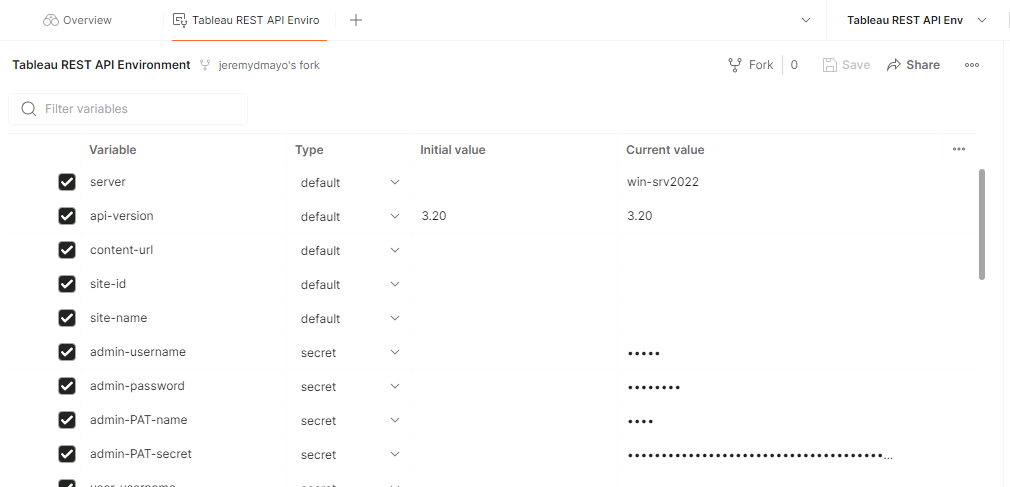 Overview Tableau REST API Enviro Tableau REST API Env
Tableau REST API Environment jeremydmayo's fork Fork 0 Save Share
Filter variables
Variable Type Initial value Current value
server default win-srv2022
api-version default 3.20 3.20
content-url default
site-id default
site-name default
admin-username secret •••••
admin-password secret ••••••••
admin-PAT-name secret ••••
admin-PAT-secret secret ••••••••••••••••••••••••••••••••••••••...